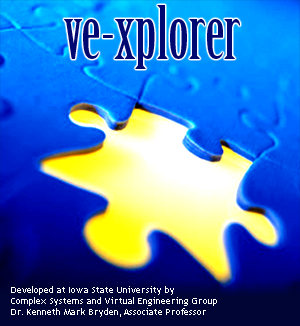 ve-xplorer
Developed at Iowa State University by
Complex Systems and Virtual Engineering Group
Dr. Kenneth Mark Bryden, Associate Professor